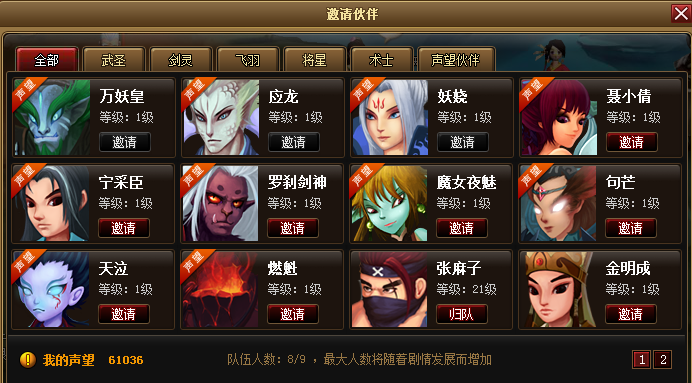 邀请伙伴
全部 武圣 剑灵 飞羽 将星 术士 声望伙伴
声望 万妖皇 等级：1级 邀请
声望 应龙 等级：1级 邀请
声望 妖娆 等级：1级 邀请
声望 聂小倩 等级：1级 邀请
声望 宁采臣 等级：1级 邀请
声望 罗刹剑神 等级：1级 邀请
声望 魔女夜魅 等级：1级 邀请
声望 句芒 等级：1级 邀请
声望 天泣 等级：1级 邀请
声望 燃魁 等级：1级 邀请
张麻子 等级：21级 归队
金明成 等级：1级 邀请
我的声望 61036 队伍人数：8/9 ，最大人数将随着剧情发展而增加 1 2